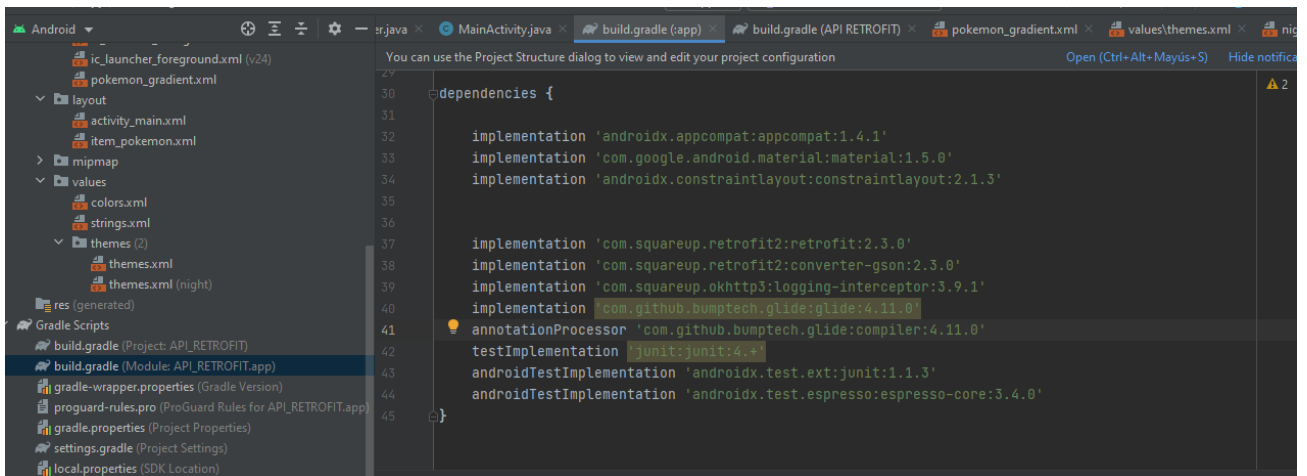 Android
er.java
MainActivity.java
build.gradle (:app)
build.gradle (API RETROFIT)
pokemon_gradient.xml
values\themes.xml
nig
ic_launcher_foreground.xml (v24)
pokemon_gradient.xml
layout
activity_main.xml
item_pokemon.xml
mipmap
values
colors.xml
strings.xml
themes (2)
themes.xml
themes.xml (night)
res (generated)
Gradle Scripts
build.gradle (Project: API_RETROFIT)
build.gradle (Module: API_RETROFIT.app)
gradle-wrapper.properties (Gradle Version)
proguard-rules.pro (ProGuard Rules for API_RETROFIT.app)
gradle.properties (Project Properties)
settings.gradle (Project Settings)
local.properties (SDK Location)
You can use the Project Structure dialog to view and edit your project configuration
Open (Ctrl+Alt+Mayús+S)
Hide notifica
2
29
30 dependencies {
31
32 implementation 'androidx.appcompat:appcompat:1.4.1'
33 implementation 'com.google.android.material:material:1.5.0'
34 implementation 'androidx.constraintlayout:constraintlayout:2.1.3'
35
36
37 implementation 'com.squareup.retrofit2:retrofit:2.3.0'
38 implementation 'com.squareup.retrofit2:converter-gson:2.3.0'
39 implementation 'com.squareup.okhttp3:logging-interceptor:3.9.1'
40 implementation 'com.github.bumptech.glide:glide:4.11.0'
41 annotationProcessor 'com.github.bumptech.glide:compiler:4.11.0'
42 testImplementation 'junit:junit:4.+'
43 androidTestImplementation 'androidx.test.ext:junit:1.1.3'
44 androidTestImplementation 'androidx.test.espresso:espresso-core:3.4.0'
45 }